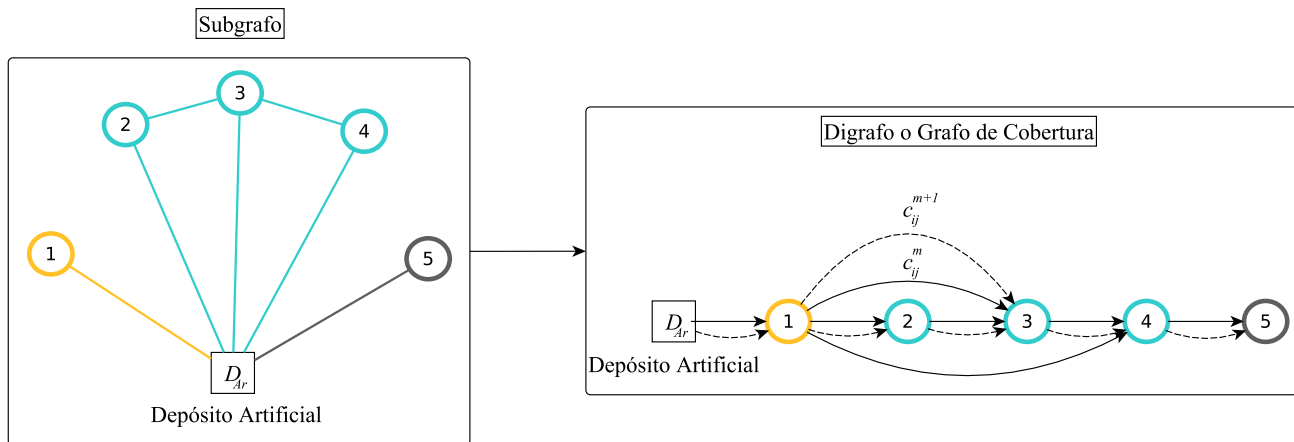 Subgrafo
3
2
4
1
5
D_Ar
Depósito Artificial
Digrafo o Grafo de Cobertura
c_ij^m+1
c_ij^m
D_Ar 1 2 3 4 5
Depósito Artificial